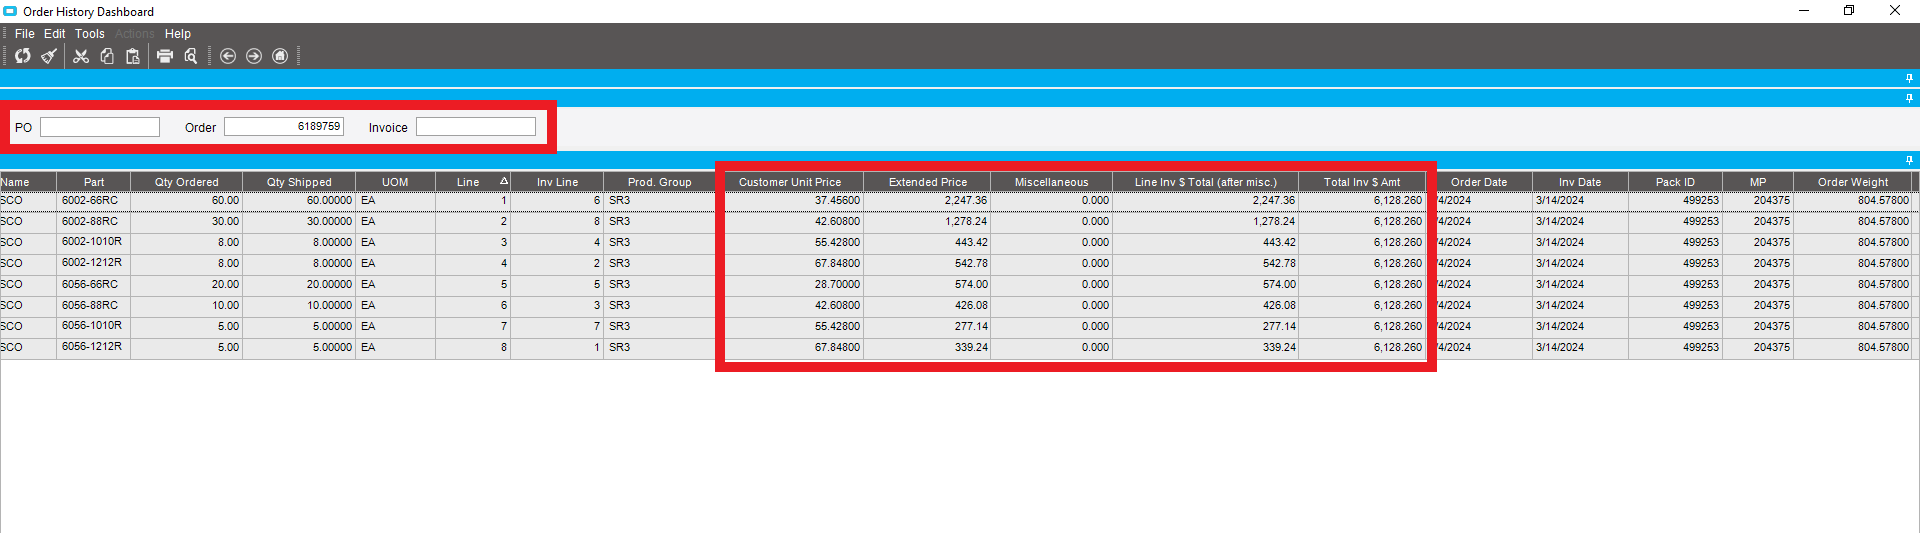 Order History Dashboard
File Edit Tools Actions Help
PO Order 6189759 Invoice
Name Part Qty Ordered Qty Shipped UOM Line Inv Line Prod. Group Customer Unit Price Extended Price Miscellaneous Line Inv $ Total (after misc.) Total Inv $ Amt Order Date Inv Date Pack ID MP Order Weight
SCO 6002-66RC 60.00 60.00000 EA 1 6 SR3 37.45600 2,247.36 0.000 2,247.36 6,128.260 /4/2024 3/14/2024 499253 204375 804.57800
SCO 6002-88RC 30.00 30.00000 EA 2 8 SR3 42.60800 1,278.24 0.000 1,278.24 6,128.260 /4/2024 3/14/2024 499253 204375 804.57800
SCO 6002-1010R 8.00 8.00000 EA 3 4 SR3 55.42800 443.42 0.000 443.42 6,128.260 /4/2024 3/14/2024 499253 204375 804.57800
SCO 6002-1212R 8.00 8.00000 EA 4 2 SR3 67.84800 542.78 0.000 542.78 6,128.260 /4/2024 3/14/2024 499253 204375 804.57800
SCO 6056-66RC 20.00 20.00000 EA 5 5 SR3 28.70000 574.00 0.000 574.00 6,128.260 /4/2024 3/14/2024 499253 204375 804.57800
SCO 6056-88RC 10.00 10.00000 EA 6 3 SR3 42.60800 426.08 0.000 426.08 6,128.260 /4/2024 3/14/2024 499253 204375 804.57800
SCO 6056-1010R 5.00 5.00000 EA 7 7 SR3 55.42800 277.14 0.000 277.14 6,128.260 /4/2024 3/14/2024 499253 204375 804.57800
SCO 6056-1212R 5.00 5.00000 EA 8 1 SR3 67.84800 339.24 0.000 339.24 6,128.260 /4/2024 3/14/2024 499253 204375 804.57800